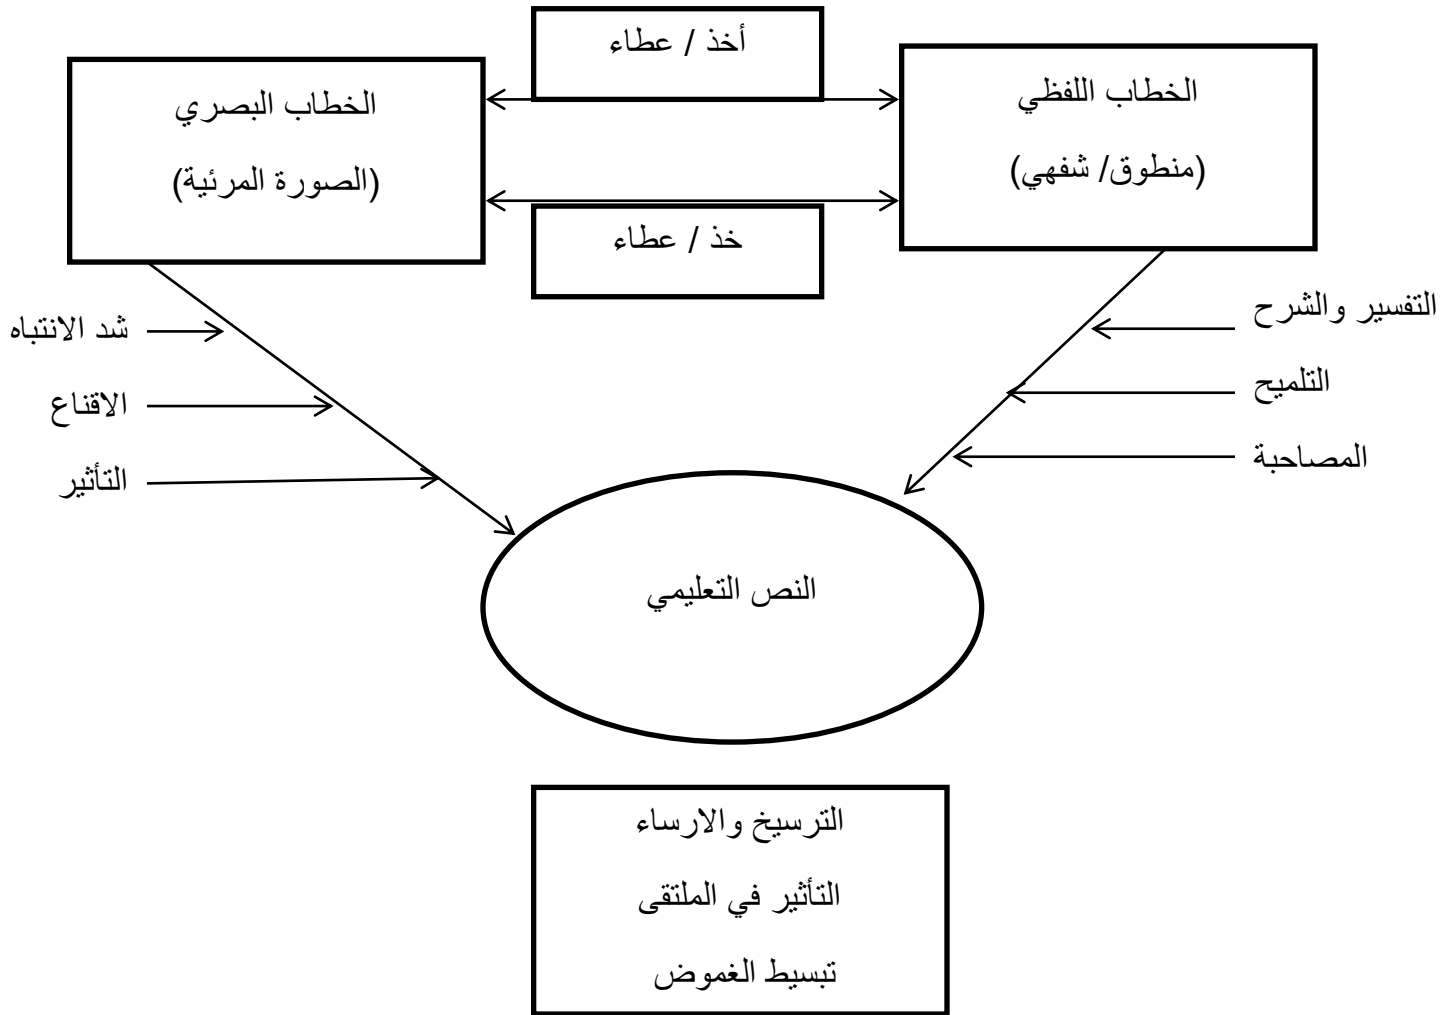 أخذ / عطاء
الخطاب اللفظي
(منطوق/ شفهي)
الخطاب البصري
(الصورة المرئية)
خذ / عطاء
التفسير والشرح
التلميح
المصاحبة
شد الانتباه
الاقناع
التأثير
النص التعليمي
الترسيخ والارساء
التأثير في الملتقى
تبسيط الغموض